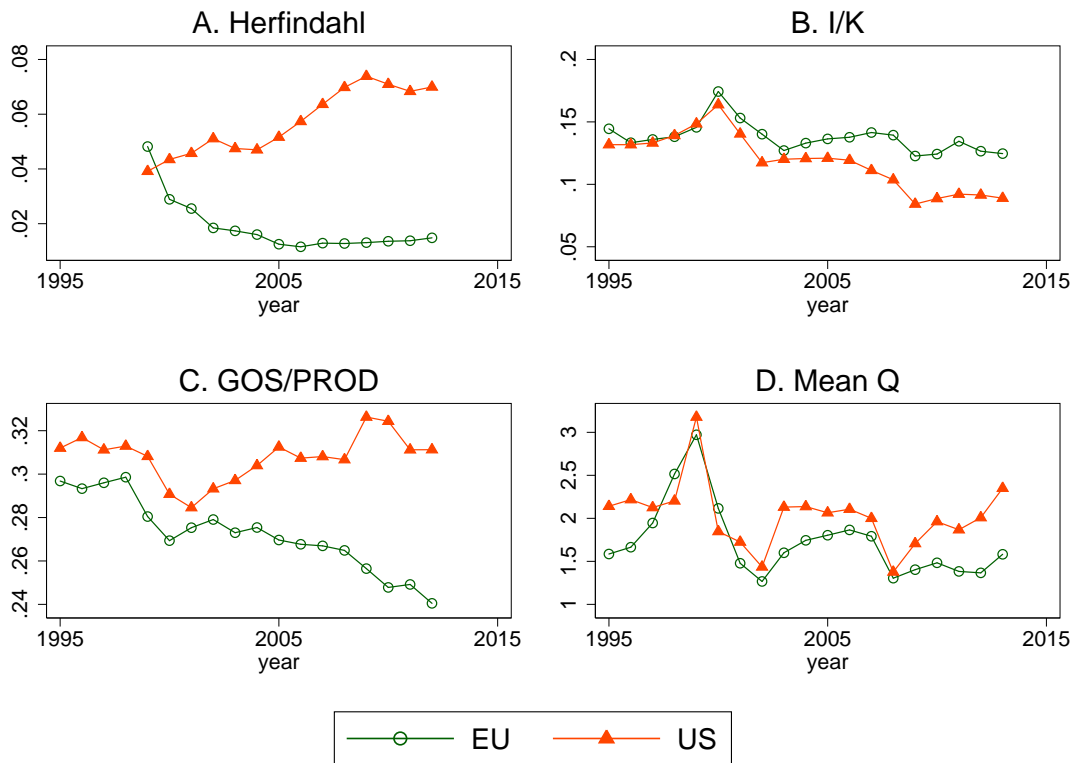 A. Herfindahl
.08
.06
.04
.02
1995 2005 2015
year
B. I/K
.2
.15
.1
.05
1995 2005 2015
year
C. GOS/PROD
.32
.3
.28
.26
.24
1995 2005 2015
year
D. Mean Q
3
2.5
2
1.5
1
1995 2005 2015
year
EU US